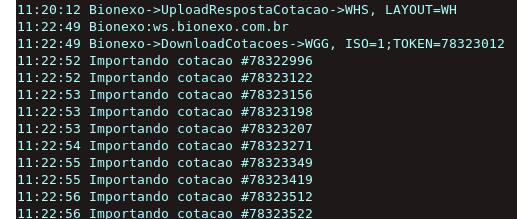 11:20:12 Bionexo->UploadRespostaCotacao->WHS, LAYOUT=WH
11:22:49 Bionexo:ws.bionexo.com.br
11:22:49 Bionexo->DownloadCotacoes->WGG, ISO=1;TOKEN=78323012
11:22:52 Importando cotacao #78322996
11:22:52 Importando cotacao #78323122
11:22:53 Importando cotacao #78323156
11:22:53 Importando cotacao #78323198
11:22:53 Importando cotacao #78323207
11:22:54 Importando cotacao #78323271
11:22:55 Importando cotacao #78323349
11:22:55 Importando cotacao #78323419
11:22:56 Importando cotacao #78323512
11:22:56 Importando cotacao #78323522